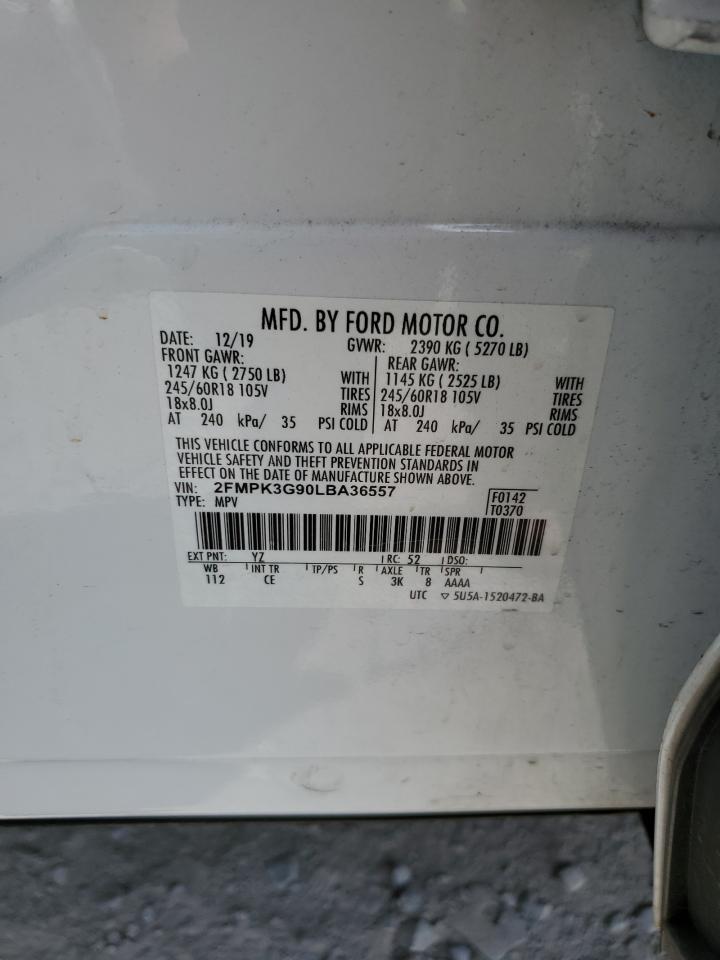 MFD. BY FORD MOTOR CO.
DATE: 12/19 GVWR: 2390 KG ( 5270 LB)
FRONT GAWR: REAR GAWR:
1247 KG ( 2750 LB) WITH 1145 KG ( 2525 LB) WITH
245/60R18 105V TIRES 245/60R18 105V TIRES
18x8.0J RIMS 18x8.0J RIMS
AT 240 kPa/ 35 PSI COLD AT 240 kPa/ 35 PSI COLD
THIS VEHICLE CONFORMS TO ALL APPLICABLE FEDERAL MOTOR
VEHICLE SAFETY AND THEFT PREVENTION STANDARDS IN
EFFECT ON THE DATE OF MANUFACTURE SHOWN ABOVE.
VIN: 2FMPK3G90LBA36557 F0142
TYPE: MPV T0370
EXT PNT: YZ RC: 52 DSO:
WB INT TR TP/PS R AXLE TR SPR
112 CE S 3K 8 AAAA
UTC ▽ 5U5A-1520472-BA